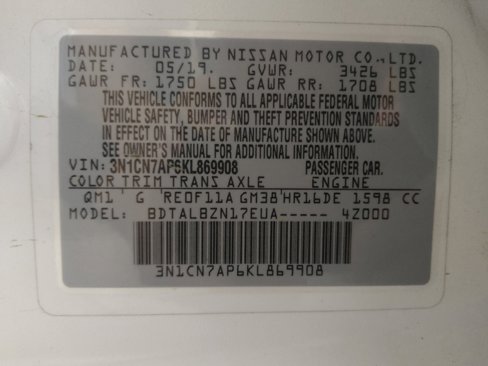 MANUFACTURED BY NISSAN MOTOR CO., LTD.
DATE: 05/19. GVWR: 3426 LBS
GAWR FR: 1750 LBS GAWR RR: 1708 LBS
THIS VEHICLE CONFORMS TO ALL APPLICABLE FEDERAL MOTOR
VEHICLE SAFETY, BUMPER AND THEFT PREVENTION STANDARDS
IN EFFECT ON THE DATE OF MANUFACTURE SHOWN ABOVE.
SEE OWNER'S MANUAL FOR ADDITIONAL INFORMATION.
VIN: 3N1CN7AP6KL869908 PASSENGER CAR.
COLOR TRIM TRANS AXLE ENGINE
QM1 G RE0F11A GM38 HR16DE 1598 CC
MODEL: BDTALBZN17EUA----- 4Z000
3N1CN7AP6KL869908